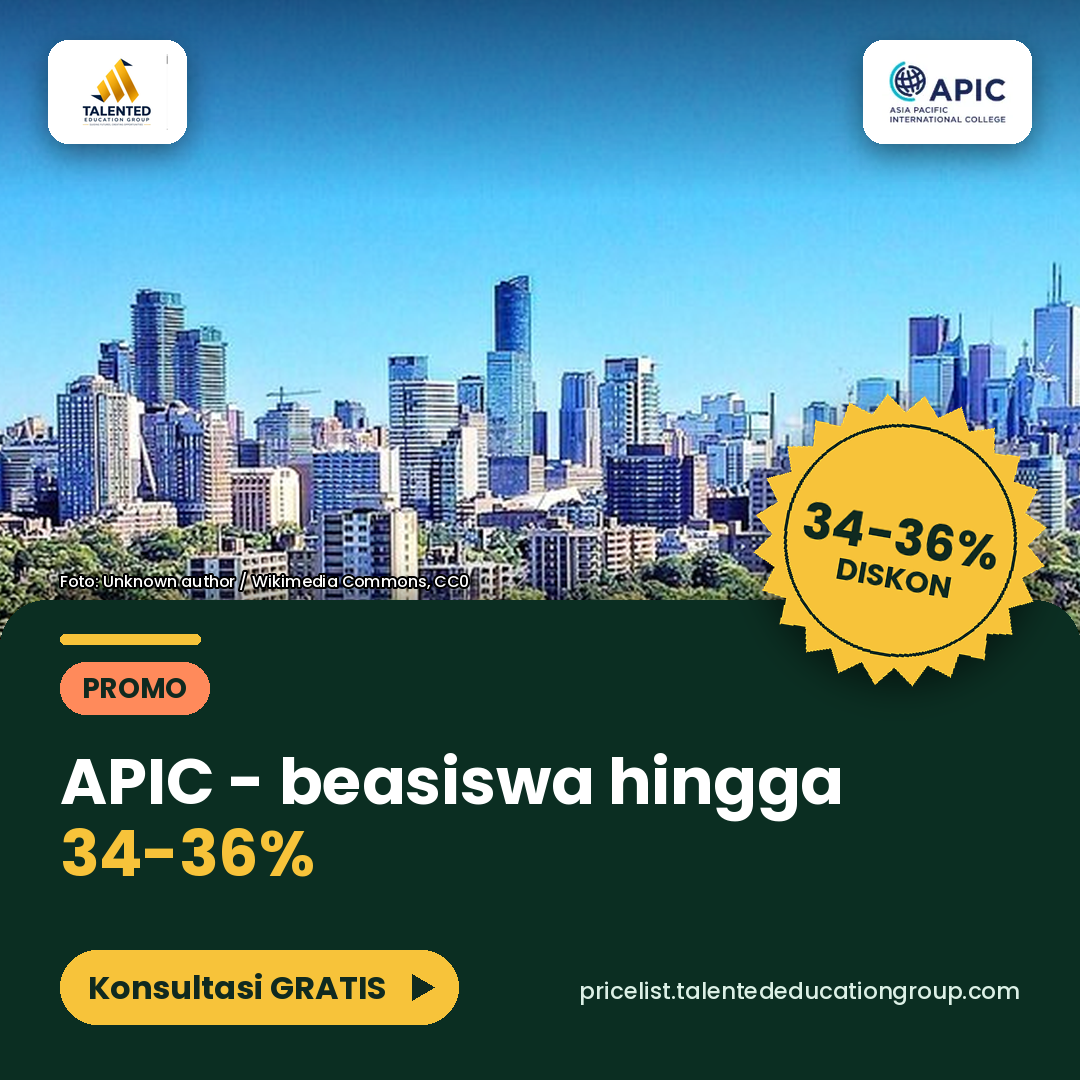 TALENTED
EDUCATION GROUP
APIC
ASIA PACIFIC
INTERNATIONAL COLLEGE
34-36%
DISKON
Foto: Unknown author / Wikimedia Commons, CC0
PROMO
APIC - beasiswa hingga
34-36%
Konsultasi GRATIS
pricelist.talentededucationgroup.com